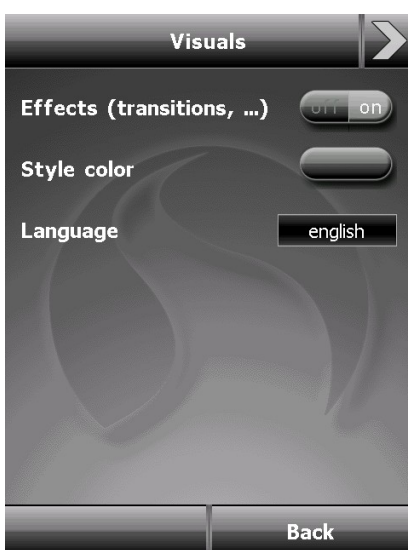 Visuals
Effects (transitions, ...) off on
Style color
Language english
Back